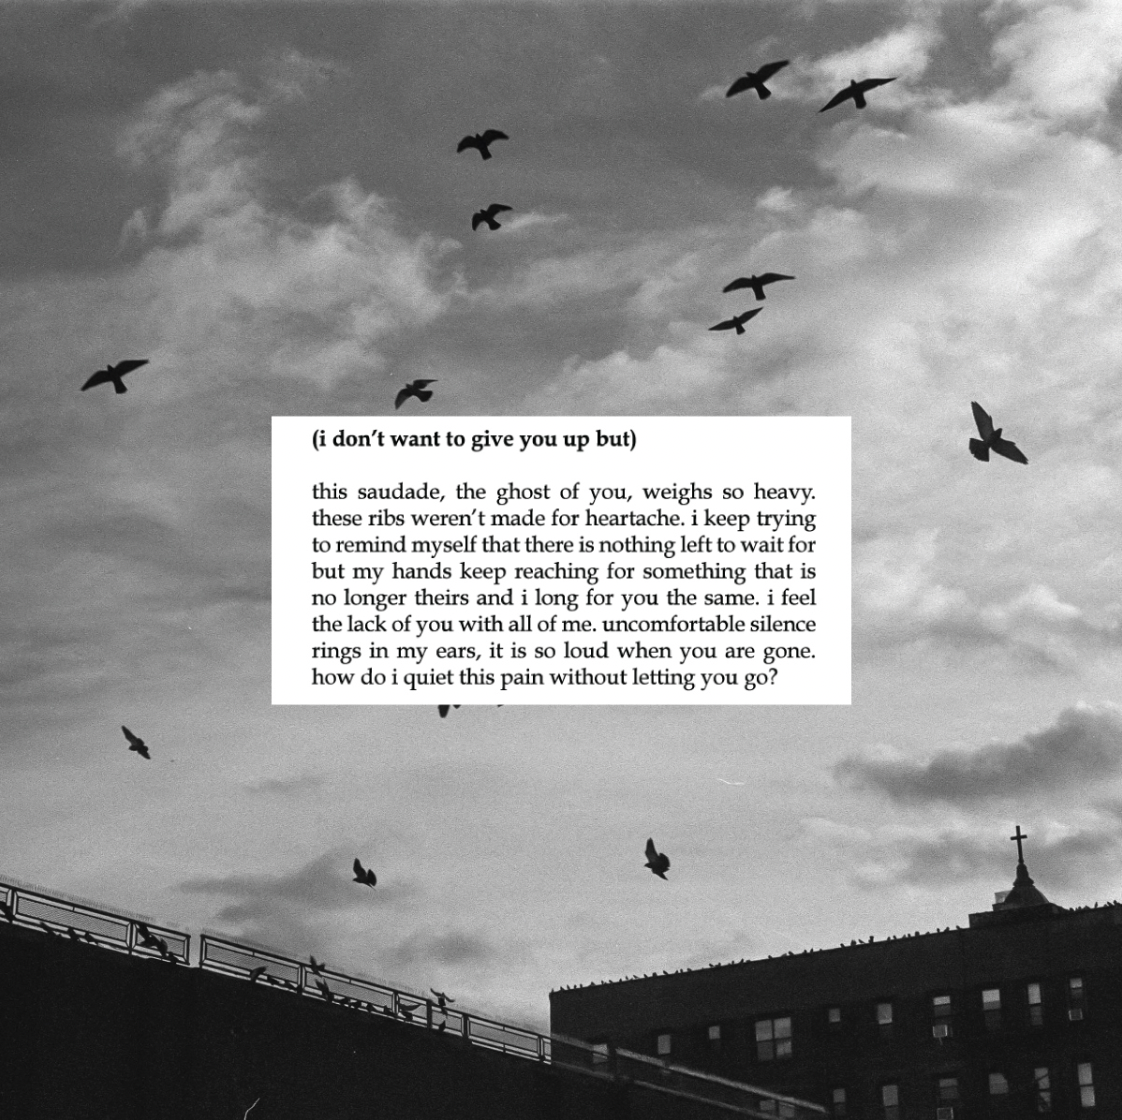 (i don't want to give you up but)
this saudade, the ghost of you, weighs so heavy.
these ribs weren't made for heartache. i keep trying
to remind myself that there is nothing left to wait for
but my hands keep reaching for something that is
no longer theirs and i long for you the same. i feel
the lack of you with all of me. uncomfortable silence
rings in my ears, it is so loud when you are gone.
how do i quiet this pain without letting you go?